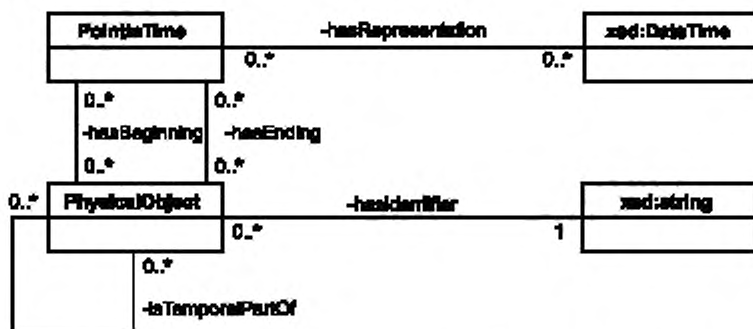 PointInTime -hasRepresentation xsd:DateTime
0..* 0..*
0..* 0..*
-hasBeginning -hasEnding
0..* 0..*
0..* PhysicalObject -hasIdentifier xsd:string
0..* 1
0..*
-isTemporalPartOf